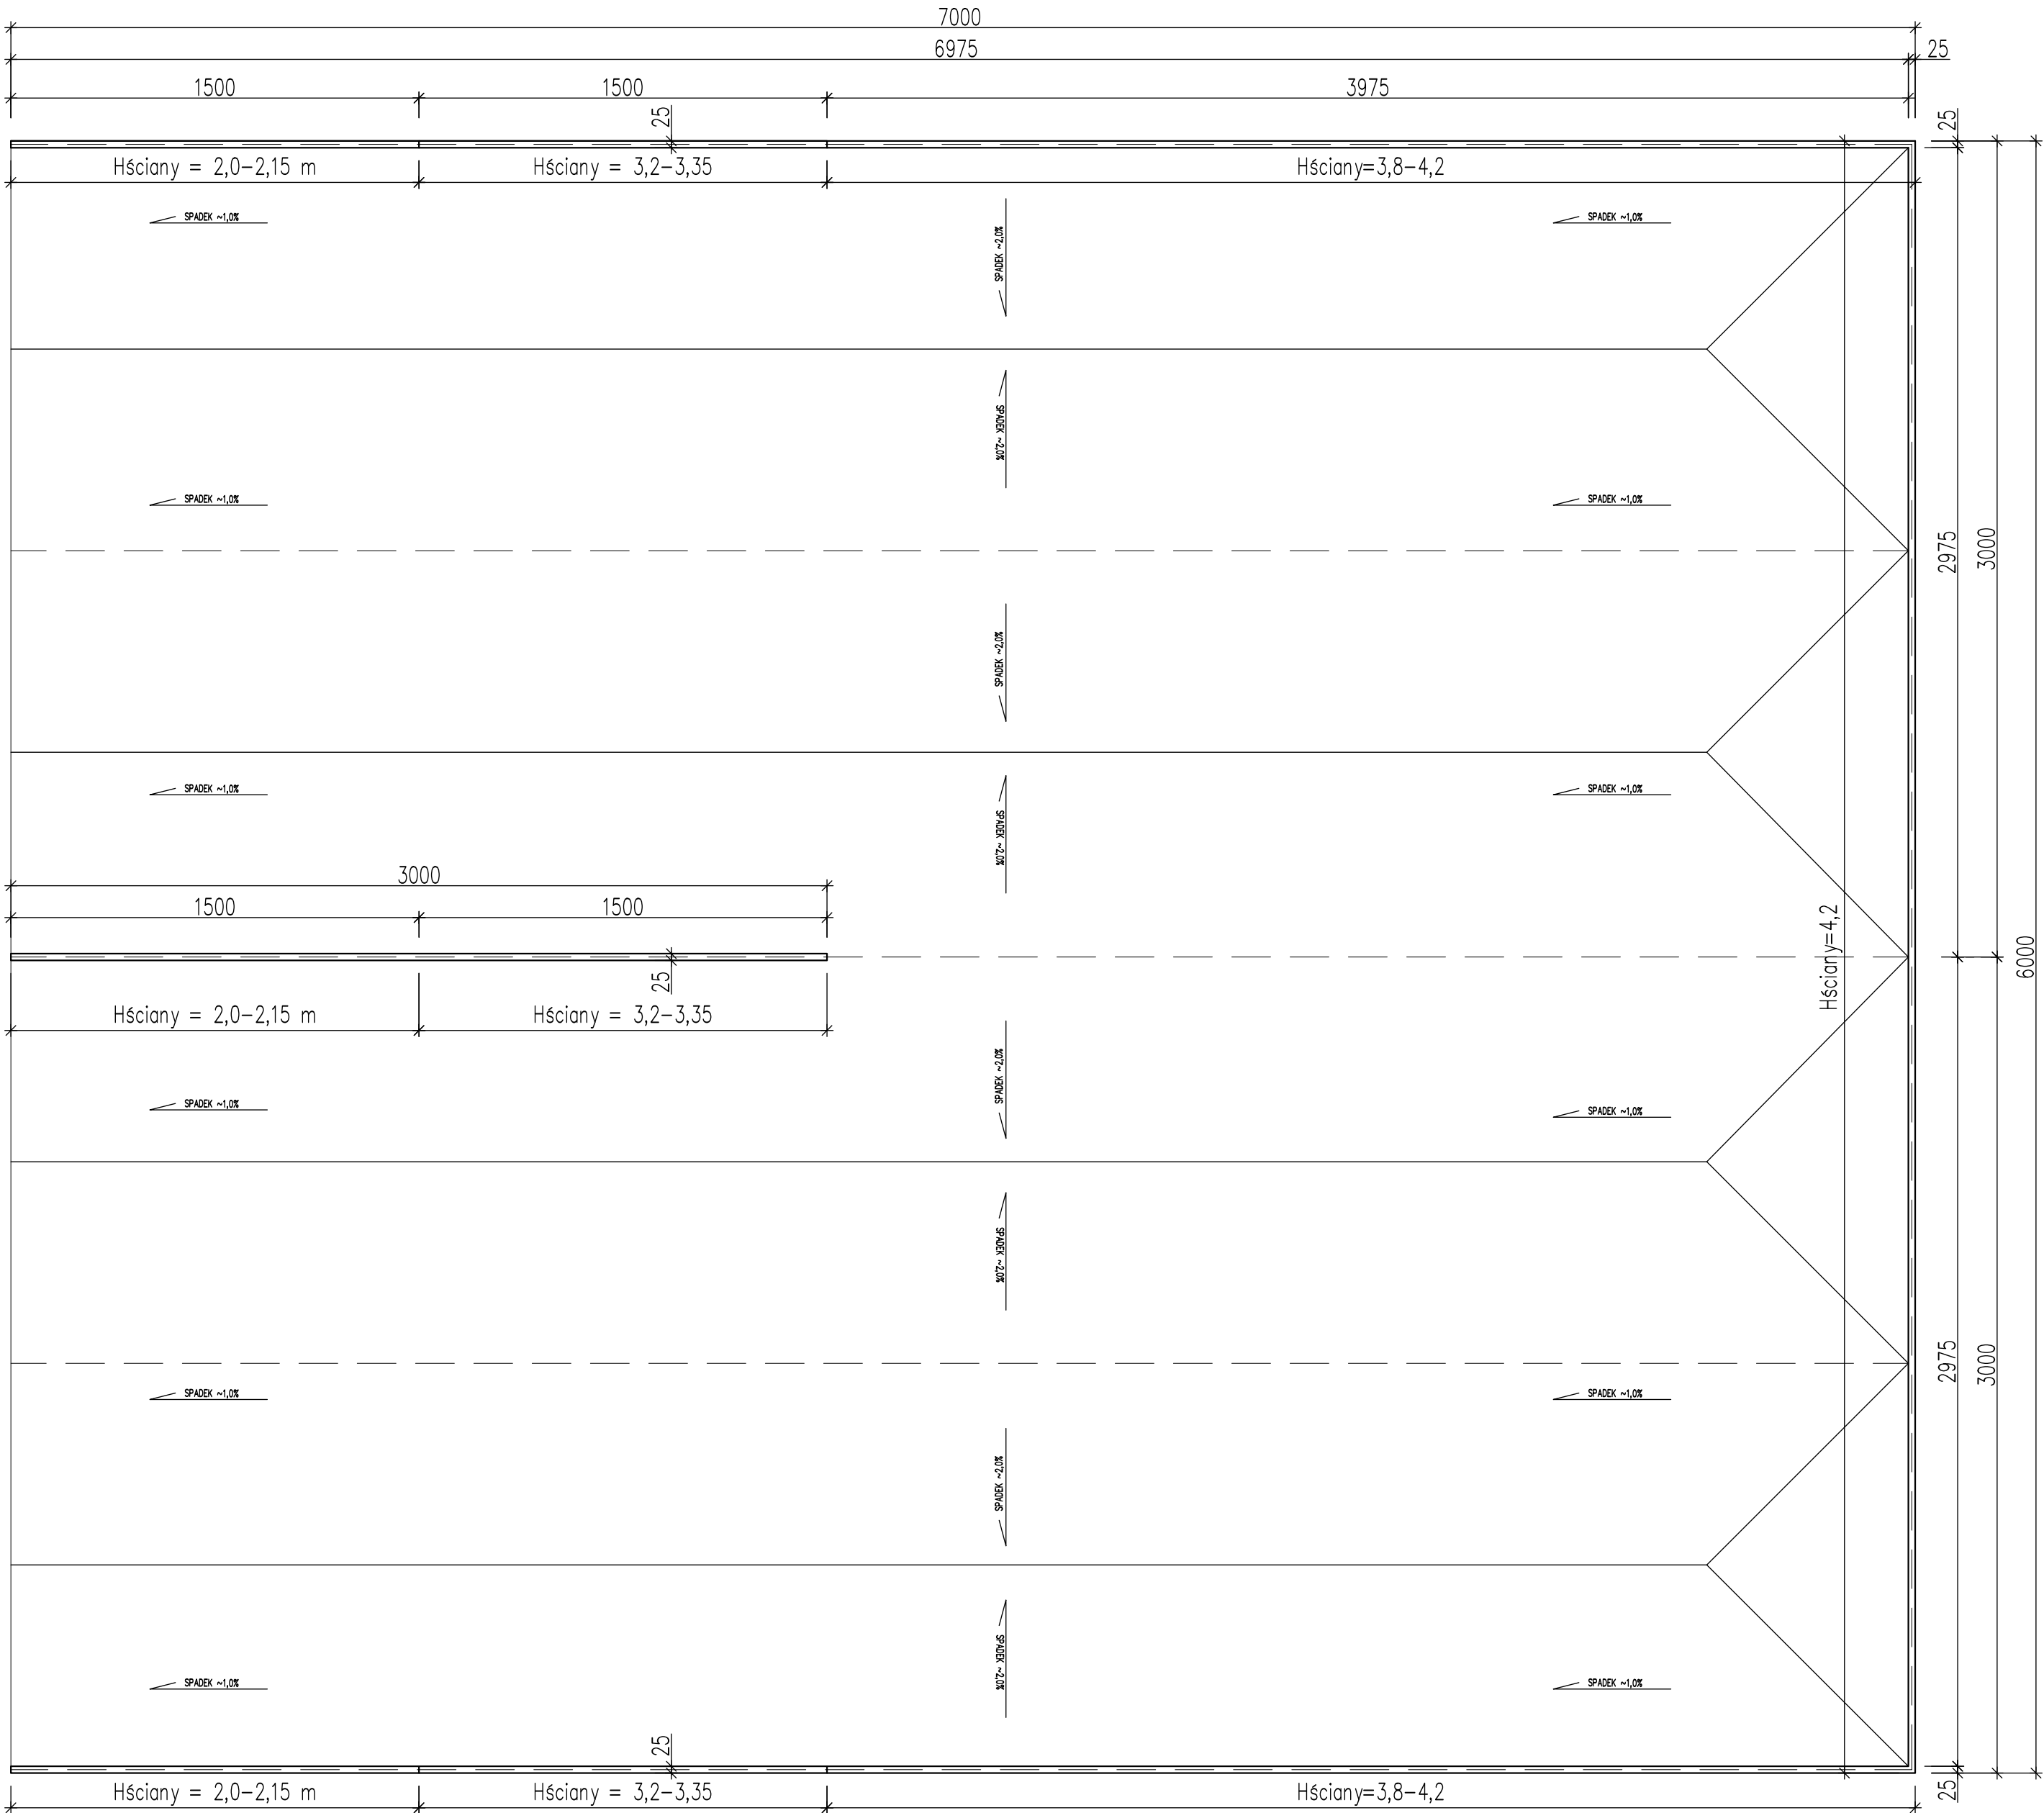 7000
6975
25
1500
1500
3975
25
25
Hściany = 2,0-2,15 m
Hściany = 3,2-3,35
Hściany=3,8-4,2
SPADEK ~1,0%
SPADEK ~2,0%
SPADEK ~1,0%
SPADEK ~2,0%
SPADEK ~1,0%
SPADEK ~1,0%
2975
3000
SPADEK ~2,0%
SPADEK ~1,0%
SPADEK ~1,0%
SPADEK ~2,0%
3000
1500
1500
Hściany=4,2
6000
25
Hściany = 2,0-2,15 m
Hściany = 3,2-3,35
SPADEK ~2,0%
SPADEK ~1,0%
SPADEK ~1,0%
SPADEK ~2,0%
2975
3000
SPADEK ~1,0%
SPADEK ~1,0%
SPADEK ~2,0%
SPADEK ~2,0%
SPADEK ~1,0%
SPADEK ~1,0%
25
25
Hściany = 2,0-2,15 m
Hściany = 3,2-3,35
Hściany=3,8-4,2